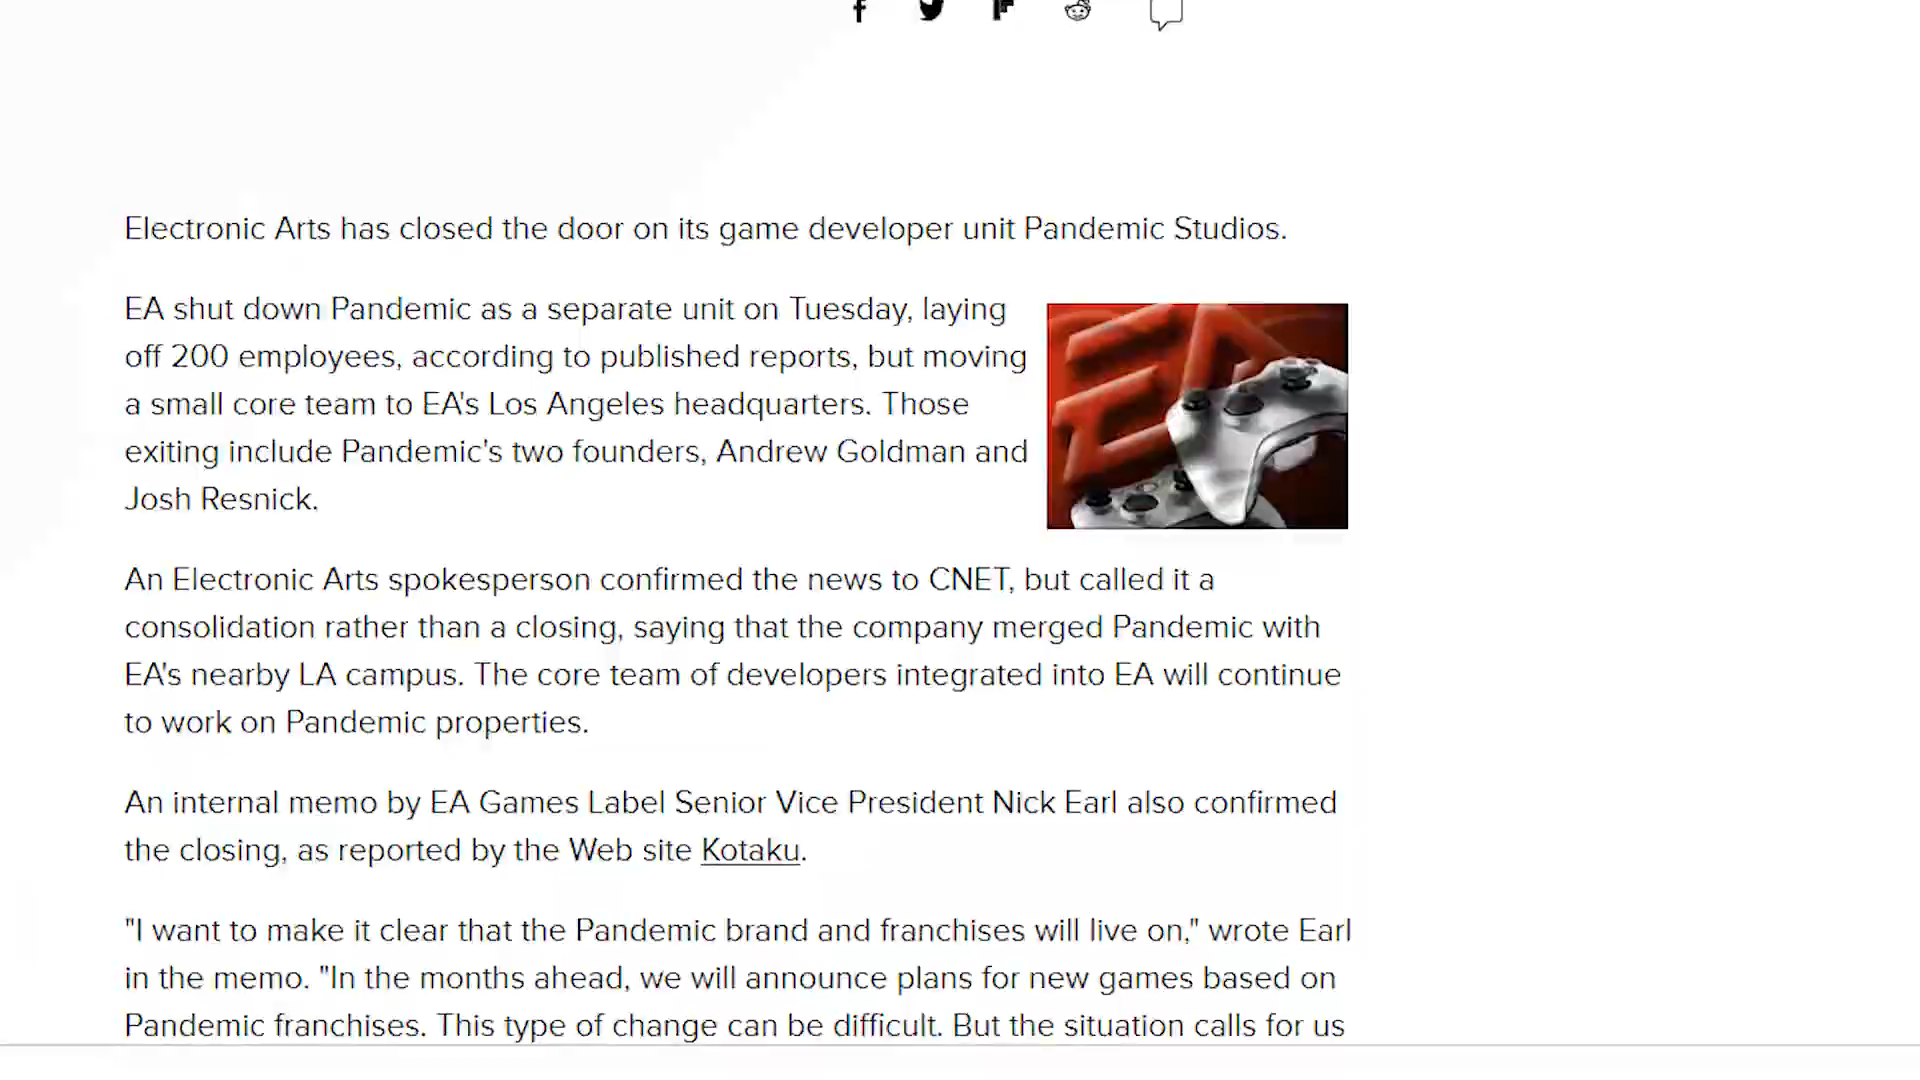 Electronic Arts has closed the door on its game developer unit Pandemic Studios.
EA shut down Pandemic as a separate unit on Tuesday, laying
off 200 employees, according to published reports, but moving
a small core team to EA's Los Angeles headquarters. Those
exiting include Pandemic's two founders, Andrew Goldman and
Josh Resnick.
EA
An Electronic Arts spokesperson confirmed the news to CNET, but called it a
consolidation rather than a closing, saying that the company merged Pandemic with
EA's nearby LA campus. The core team of developers integrated into EA will continue
to work on Pandemic properties.
An internal memo by EA Games Label Senior Vice President Nick Earl also confirmed
the closing, as reported by the Web site Kotaku.
"I want to make it clear that the Pandemic brand and franchises will live on," wrote Earl
in the memo. "In the months ahead, we will announce plans for new games based on
Pandemic franchises. This type of change can be difficult. But the situation calls for us